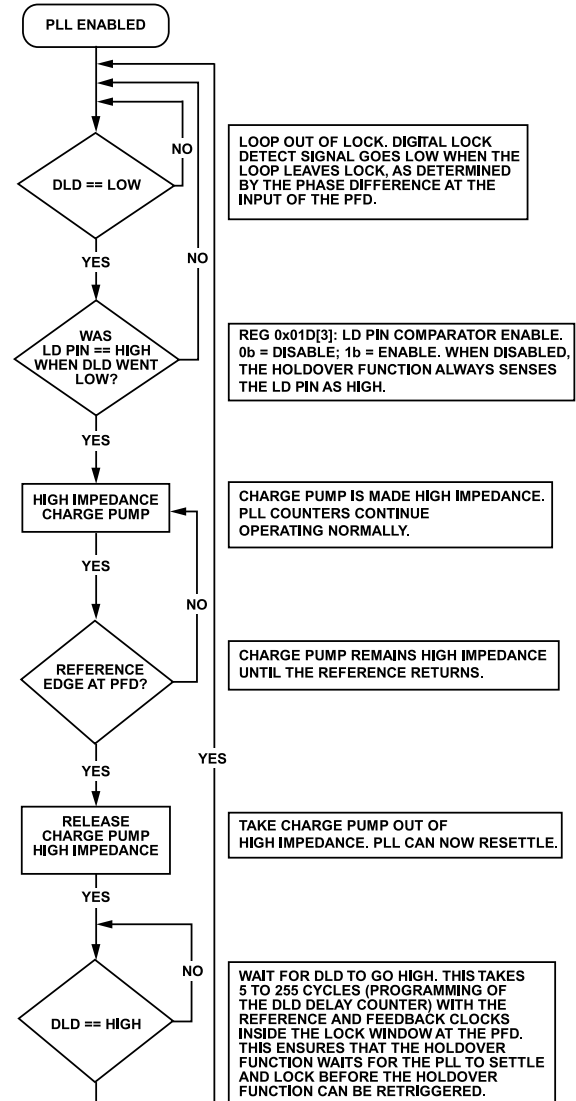 PLL ENABLED
NO
DLD == LOW
LOOP OUT OF LOCK. DIGITAL LOCK
DETECT SIGNAL GOES LOW WHEN THE
LOOP LEAVES LOCK, AS DETERMINED
BY THE PHASE DIFFERENCE AT THE
INPUT OF THE PFD.
YES
NO
WAS
LD PIN == HIGH
WHEN DLD WENT
LOW?
REG 0x01D[3]: LD PIN COMPARATOR ENABLE.
0b = DISABLE; 1b = ENABLE. WHEN DISABLED,
THE HOLDOVER FUNCTION ALWAYS SENSES
THE LD PIN AS HIGH.
YES
HIGH IMPEDANCE
CHARGE PUMP
CHARGE PUMP IS MADE HIGH IMPEDANCE.
PLL COUNTERS CONTINUE
OPERATING NORMALLY.
YES
NO
REFERENCE
EDGE AT PFD?
CHARGE PUMP REMAINS HIGH IMPEDANCE
UNTIL THE REFERENCE RETURNS.
YES
YES
RELEASE
CHARGE PUMP
HIGH IMPEDANCE
TAKE CHARGE PUMP OUT OF
HIGH IMPEDANCE. PLL CAN NOW RESETTLE.
YES
NO
DLD == HIGH
WAIT FOR DLD TO GO HIGH. THIS TAKES
5 TO 255 CYCLES (PROGRAMMING OF
THE DLD DELAY COUNTER) WITH THE
REFERENCE AND FEEDBACK CLOCKS
INSIDE THE LOCK WINDOW AT THE PFD.
THIS ENSURES THAT THE HOLDOVER
FUNCTION WAITS FOR THE PLL TO SETTLE
AND LOCK BEFORE THE HOLDOVER
FUNCTION CAN BE RETRIGGERED.